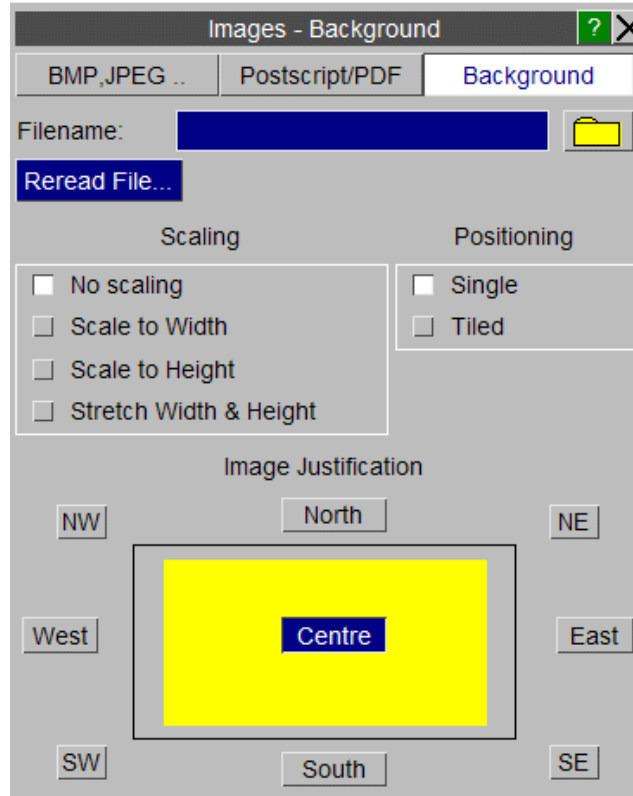 Images - Background ? X
BMP,JPEG .. Postscript/PDF Background
Filename:
Reread File...
Scaling Positioning
No scaling Single
Scale to Width Tiled
Scale to Height
Stretch Width & Height
Image Justification
NW North NE
West Centre East
SW South SE